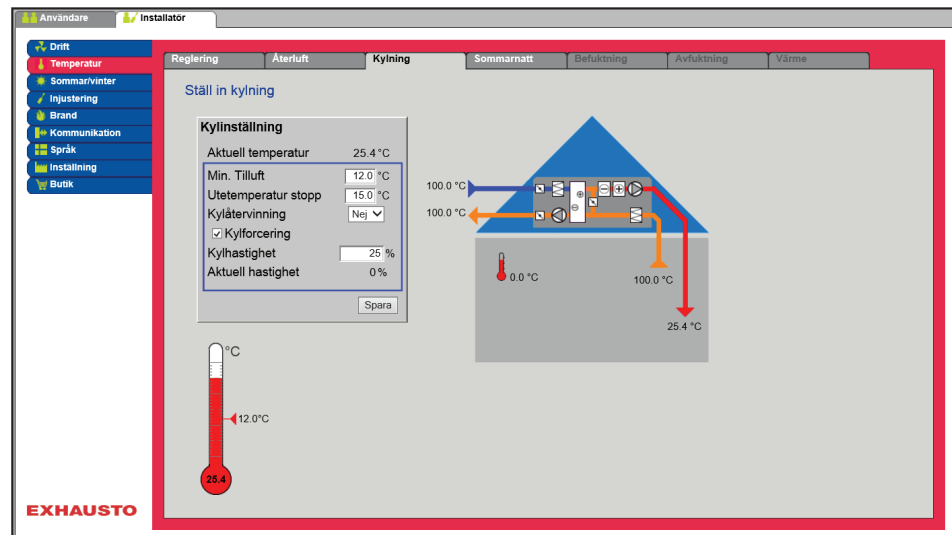 Användare Installatör
Drift
Temperatur
Sommar/vinter
Injustering
Brand
Kommunikation
Språk
Inställning
Butik
Reglering Återluft Kylning Sommarnatt Befuktning Avfuktning Värme
Ställ in kylning
Kylinställning
Aktuell temperatur 25.4 °C
Min. Tilluft 12.0 °C
Utetemperatur stopp 15.0 °C
Kylåtervinning Nej
Kylforcering
Kylhastighet 25 %
Aktuell hastighet 0 %
Spara
100.0 °C
100.0 °C
0.0 °C
100.0 °C
25.4 °C
°C
12.0°C
25.4
EXHAUSTO